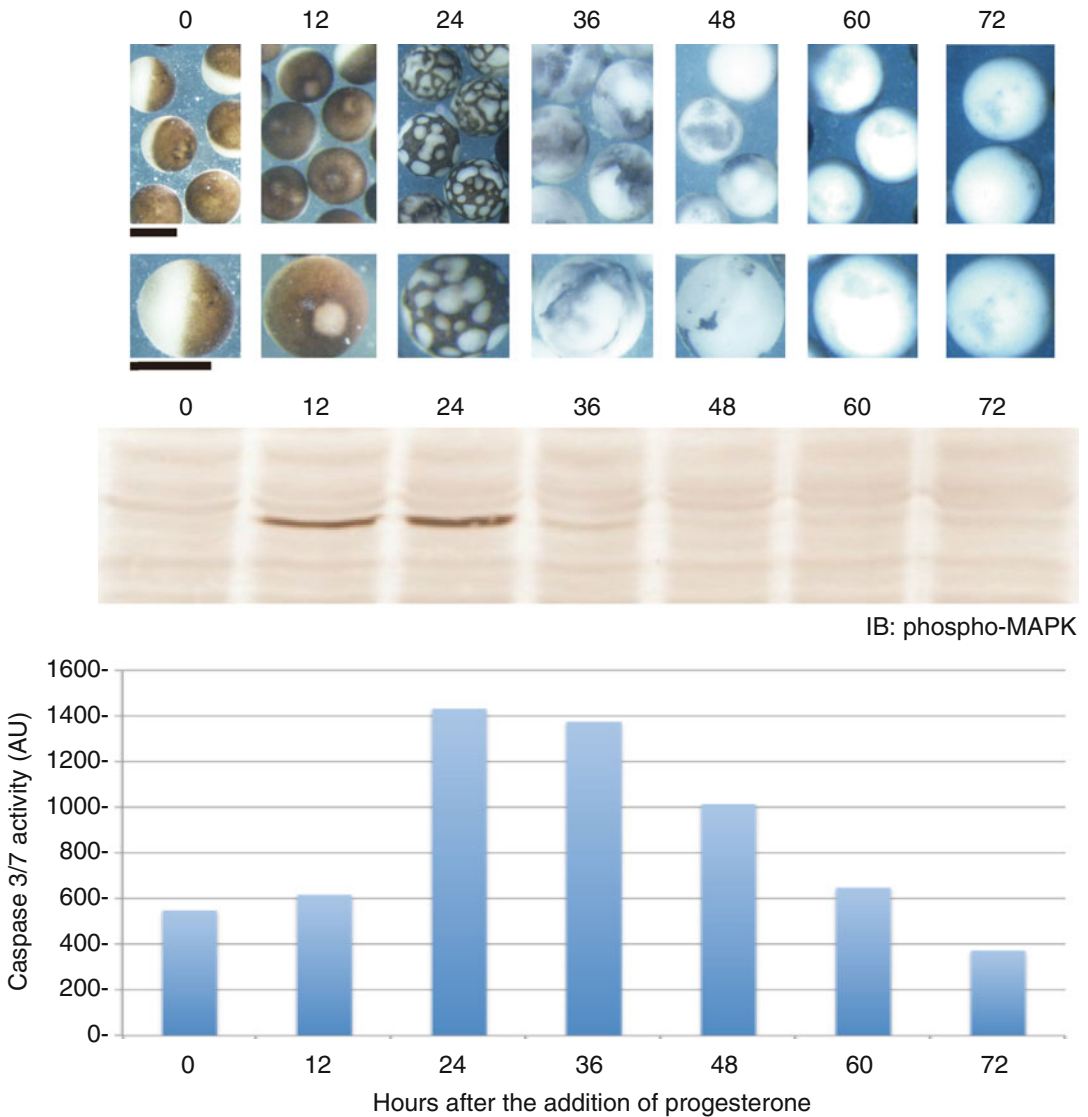 0 12 24 36 48 60 72
0 12 24 36 48 60 72
IB: phospho-MAPK
1600-
1400-
1200-
1000-
800-
600-
400-
200-
0-
Caspase 3/7 activity (AU)
0 12 24 36 48 60 72
Hours after the addition of progesterone